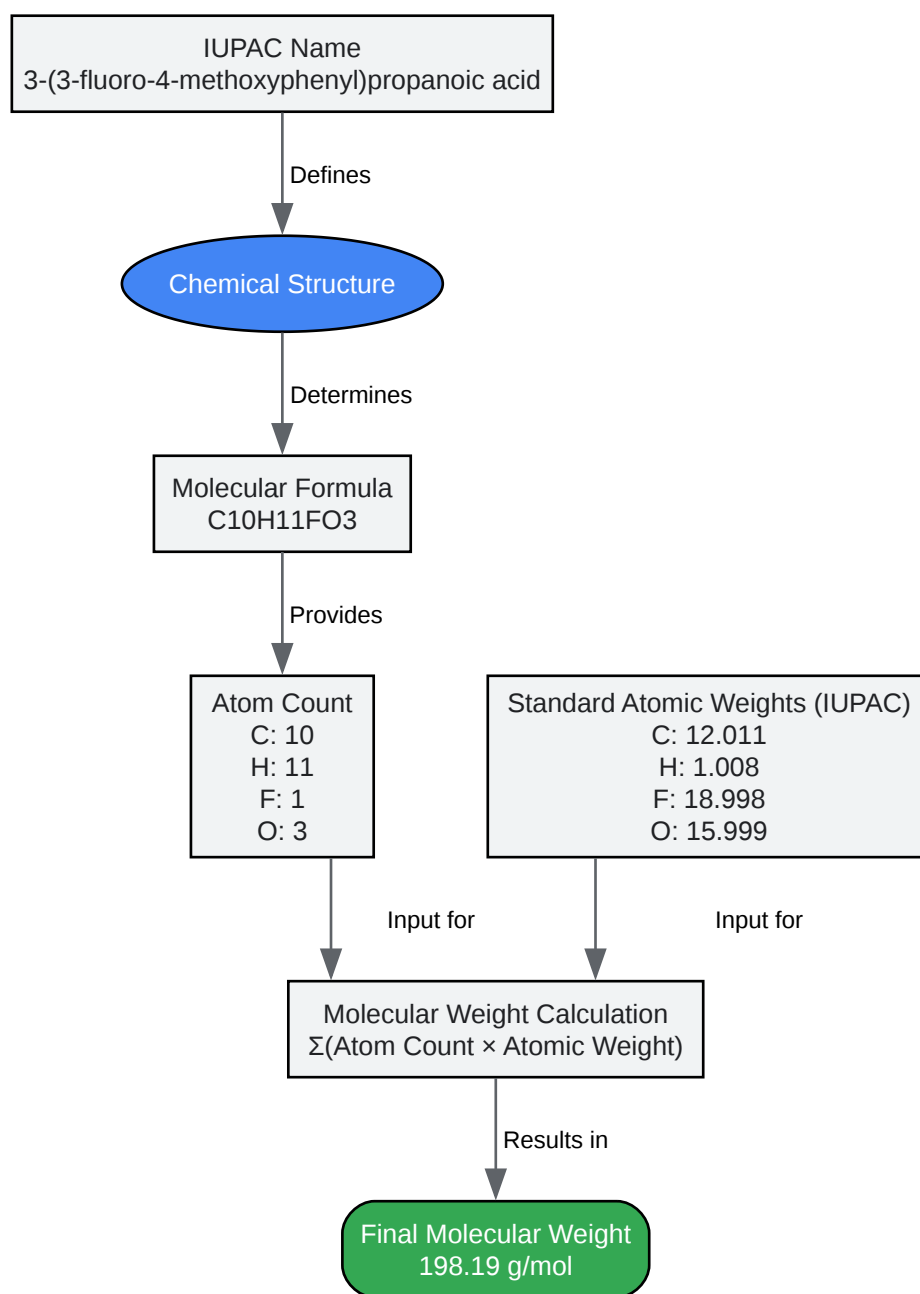 IUPAC Name
3-(3-fluoro-4-methoxyphenyl)propanoic acid
Defines
Chemical Structure
Determines
Molecular Formula
C10H11FO3
Provides
Atom Count
C: 10
H: 11
F: 1
O: 3
Standard Atomic Weights (IUPAC)
C: 12.011
H: 1.008
F: 18.998
O: 15.999
Input for
Input for
Molecular Weight Calculation
Σ(Atom Count × Atomic Weight)
Results in
Final Molecular Weight
198.19 g/mol